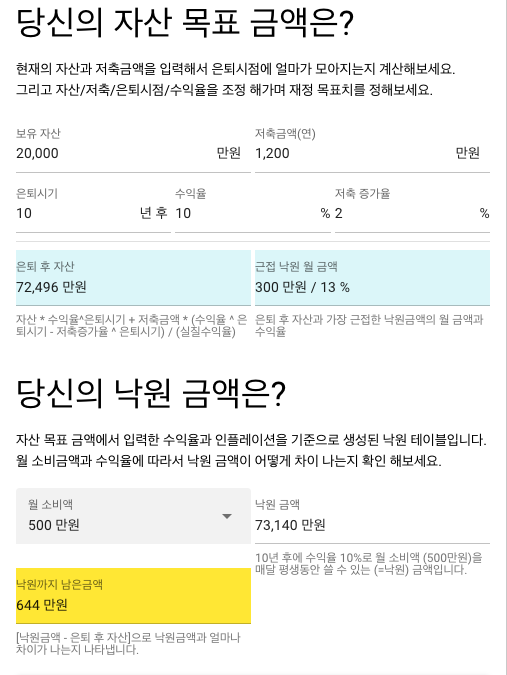 당신의 자산 목표 금액은?
현재의 자산과 저축금액을 입력해서 은퇴시점에 얼마가 모아지는지 계산해보세요.
그리고 자산/저축/은퇴시점/수익율을 조정 해가며 재정 목표치를 정해보세요.
보유 자산
20,000 만원
저축금액(연)
1,200 만원
은퇴시기
10 년 후
수익율
10 %
저축 증가율
2 %
은퇴 후 자산
72,496 만원
근접 낙원 월 금액
300 만원 / 13 %
자산 * 수익율^은퇴시기 + 저축금액 * (수익율 ^ 은
퇴시기 - 저축증가율 ^ 은퇴시기) / (실질수익율)
은퇴 후 자산과 가장 근접한 낙원금액의 월 금액과
수익율
당신의 낙원 금액은?
자산 목표 금액에서 입력한 수익율과 인플레이션을 기준으로 생성된 낙원 테이블입니다.
월 소비금액과 수익율에 따라서 낙원 금액이 어떻게 차이 나는지 확인 해보세요.
월 소비액
500 만원
낙원 금액
73,140 만원
10년 후에 수익율 10%로 월 소비액 (500만원)을
매달 평생동안 쓸 수 있는 (=낙원) 금액입니다.
낙원까지 남은금액
644 만원
[낙원금액 - 은퇴 후 자산]으로 낙원금액과 얼마나
차이가 나는지 나타냅니다.